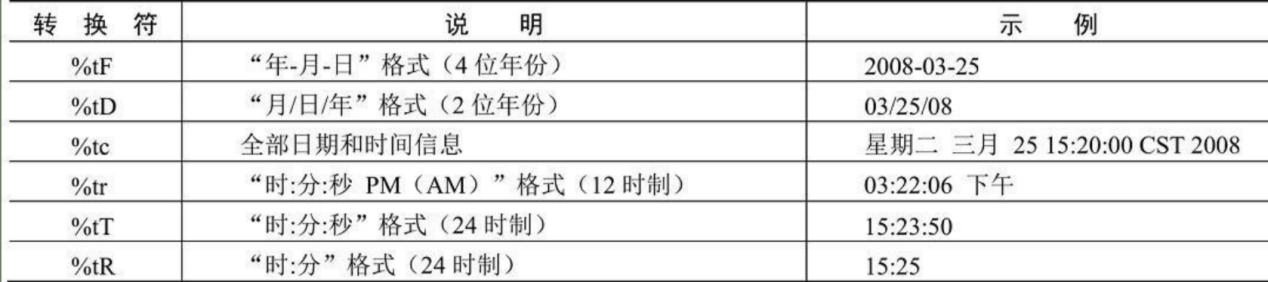 转 换 符 说 明 示 例
%tF “年-月-日”格式（4 位年份） 2008-03-25
%tD “月/日/年”格式（2 位年份） 03/25/08
%tc 全部日期和时间信息 星期二 三月 25 15:20:00 CST 2008
%tr “时:分:秒 PM（AM）”格式（12 时制） 03:22:06 下午
%tT “时:分:秒”格式（24 时制） 15:23:50
%tR “时:分”格式（24 时制） 15:25